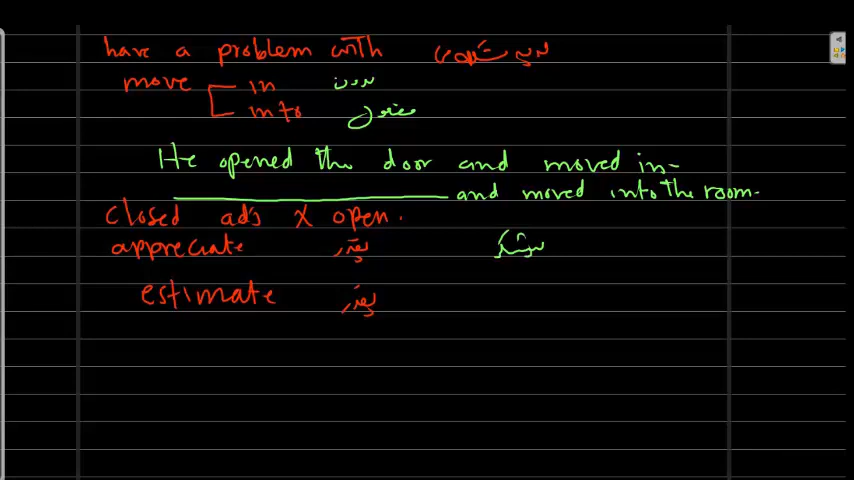 have a problem with لديه مشكلة مع
move in بدون
into مفعول
He opened the door and moved in.
and moved into the room.
closed adj X open.
appreciate يقدر يشكر
estimate يقدر